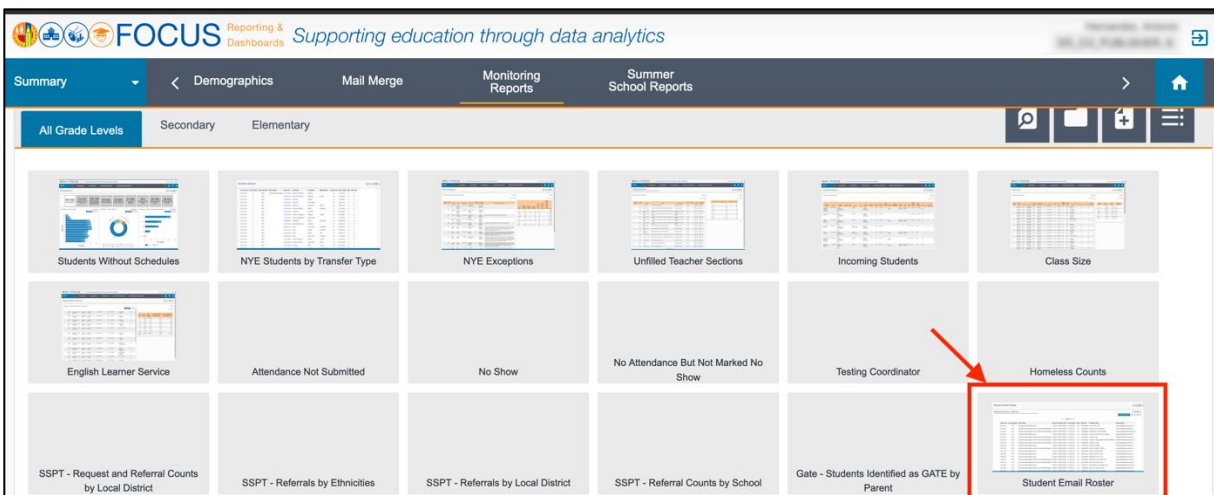 FOCUS
Reporting &
Dashboards
Supporting education through data analytics
Summary
Demographics
Mail Merge
Monitoring
Reports
Summer
School Reports
All Grade Levels
Secondary
Elementary
Students Without Schedules
NYE Students by Transfer Type
NYE Exceptions
Unfilled Teacher Sections
Incoming Students
Class Size
English Learner Service
Attendance Not Submitted
No Show
No Attendance But Not Marked No
Show
Testing Coordinator
Homeless Counts
SSPT - Request and Referral Counts
by Local District
SSPT - Referrals by Ethnicities
SSPT - Referrals by Local District
SSPT - Referral Counts by School
Gate - Students Identified as GATE by
Parent
Student Email Roster